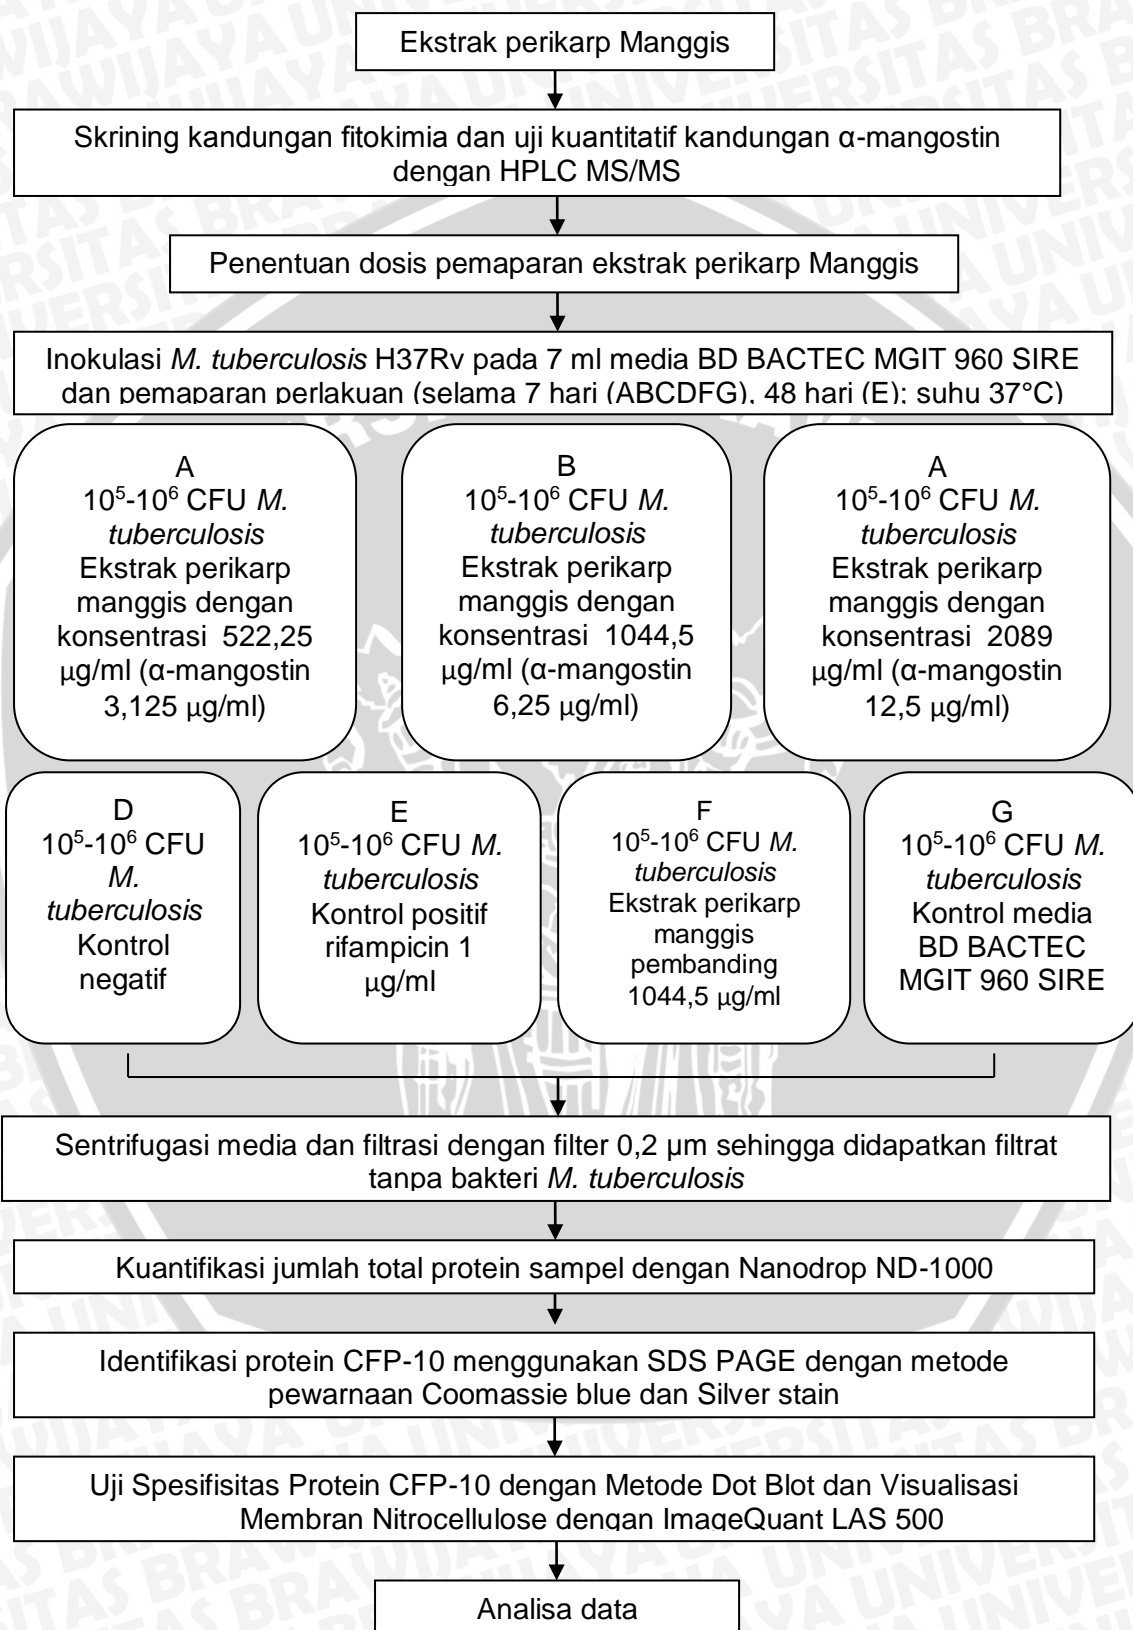 Ekstrak perikarp Manggis
Skrining kandungan fitokimia dan uji kuantitatif kandungan α-mangostin
dengan HPLC MS/MS
Penentuan dosis pemaparan ekstrak perikarp Manggis
Inokulasi M. tuberculosis H37Rv pada 7 ml media BD BACTEC MGIT 960 SIRE
dan pemaparan perlakuan (selama 7 hari (ABCDFG), 48 hari (E); suhu 37°C)
A
10⁵-10⁶ CFU M.
tuberculosis
Ekstrak perikarp
manggis dengan
konsentrasi 522,25
µg/ml (α-mangostin
3,125 µg/ml)
B
10⁵-10⁶ CFU M.
tuberculosis
Ekstrak perikarp
manggis dengan
konsentrasi 1044,5
µg/ml (α-mangostin
6,25 µg/ml)
A
10⁵-10⁶ CFU M.
tuberculosis
Ekstrak perikarp
manggis dengan
konsentrasi 2089
µg/ml (α-mangostin
12,5 µg/ml)
D
10⁵-10⁶ CFU
M.
tuberculosis
Kontrol
negatif
E
10⁵-10⁶ CFU M.
tuberculosis
Kontrol positif
rifampicin 1
µg/ml
F
10⁵-10⁶ CFU M.
tuberculosis
Ekstrak perikarp
manggis
pembanding
1044,5 µg/ml
G
10⁵-10⁶ CFU M.
tuberculosis
Kontrol media
BD BACTEC
MGIT 960 SIRE
Sentrifugasi media dan filtrasi dengan filter 0,2 µm sehingga didapatkan filtrat
tanpa bakteri M. tuberculosis
Kuantifikasi jumlah total protein sampel dengan Nanodrop ND-1000
Identifikasi protein CFP-10 menggunakan SDS PAGE dengan metode
pewarnaan Coomassie blue dan Silver stain
Uji Spesifisitas Protein CFP-10 dengan Metode Dot Blot dan Visualisasi
Membran Nitrocellulose dengan ImageQuant LAS 500
Analisa data